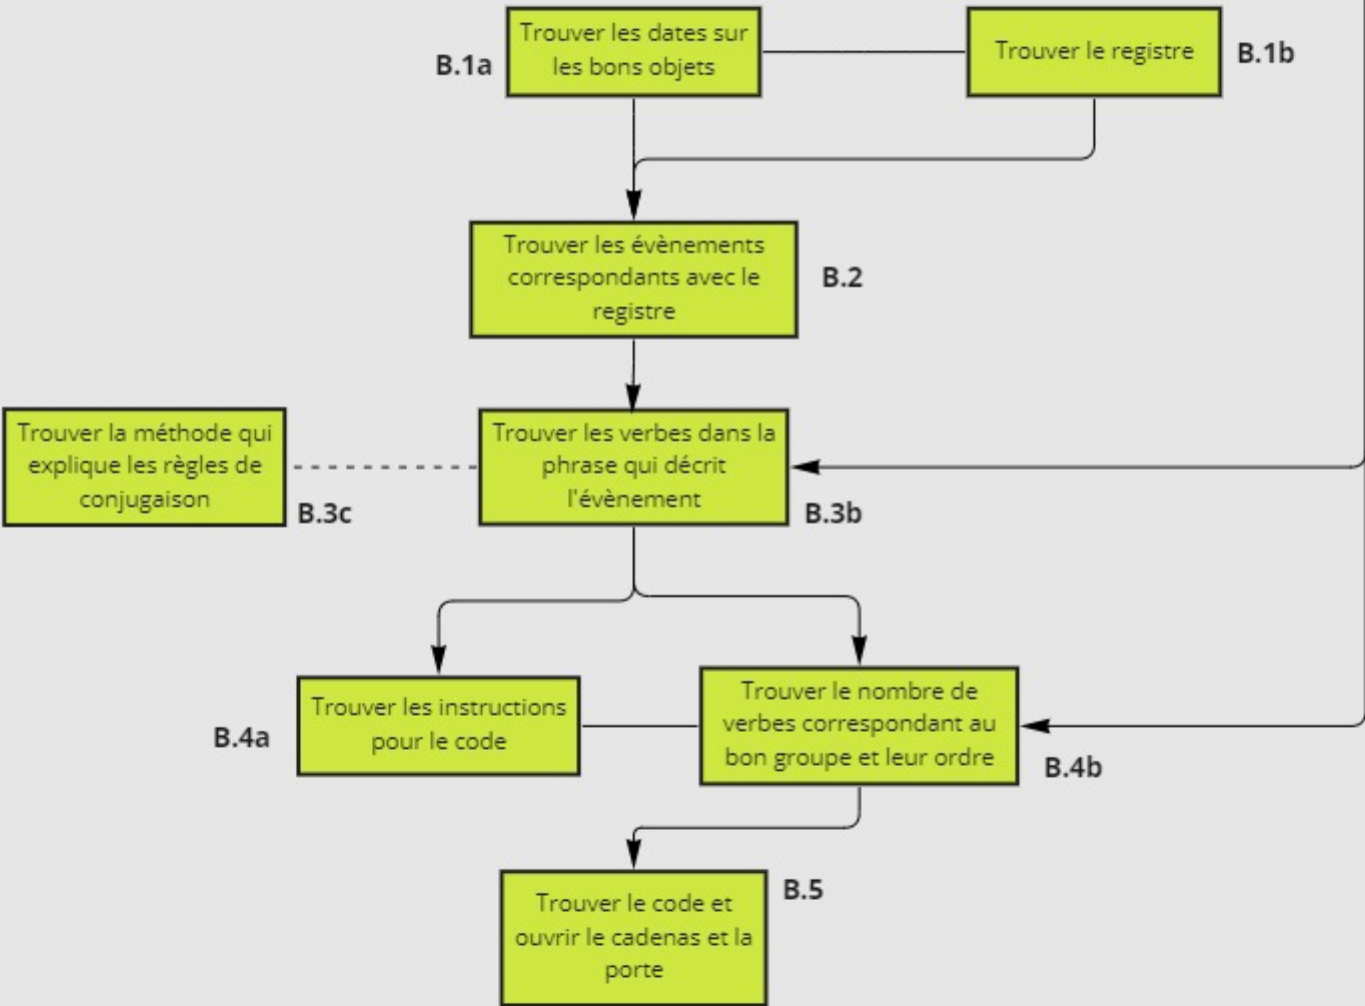 Trouver les dates sur
les bons objets
B.1a
Trouver le registre
B.1b
Trouver les évènements
correspondants avec le
registre
B.2
Trouver la méthode qui
explique les règles de
conjugaison
B.3c
Trouver les verbes dans la
phrase qui décrit
l'évènement
B.3b
Trouver les instructions
pour le code
B.4a
Trouver le nombre de
verbes correspondant au
bon groupe et leur ordre
B.4b
Trouver le code et
ouvrir le cadenas et la
porte
B.5